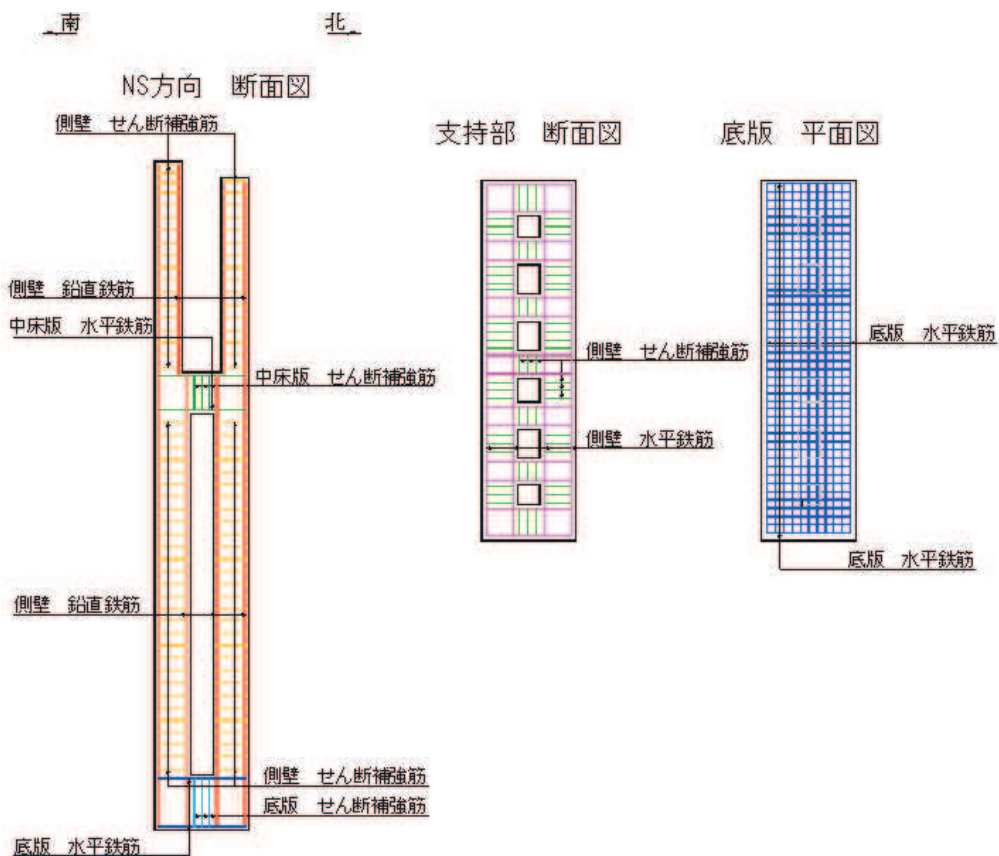 南 北
NS方向 断面図
側壁 せん断補強筋
支持部 断面図
底版 平面図
側壁 鉛直鉄筋
中床版 水平鉄筋
底版 水平鉄筋
側壁 せん断補強筋
中床版 せん断補強筋
側壁 水平鉄筋
底版 水平鉄筋
側壁 鉛直鉄筋
側壁 せん断補強筋
底版 せん断補強筋
底版 水平鉄筋